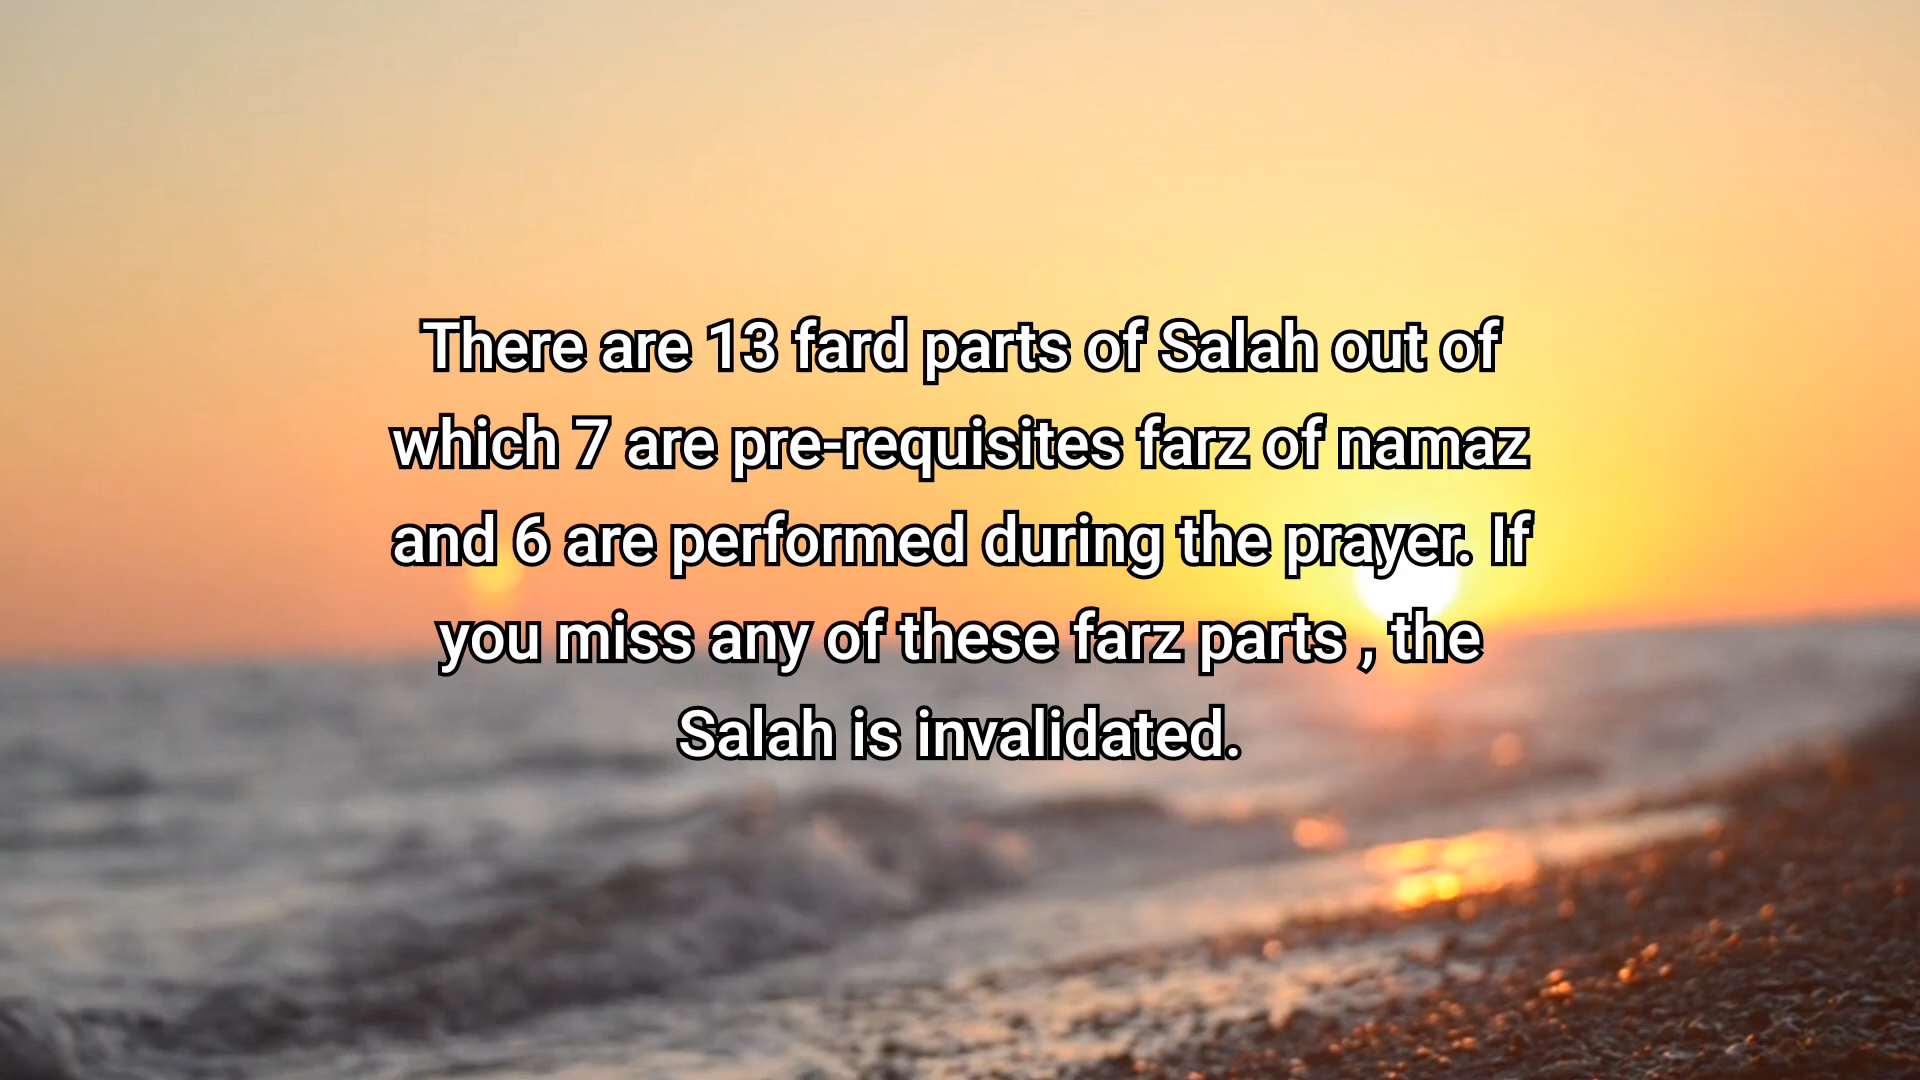 There are 13 fard parts of Salah out of
which 7 are pre-requisites farz of namaz
and 6 are performed during the prayer. If
you miss any of these farz parts , the
Salah is invalidated.